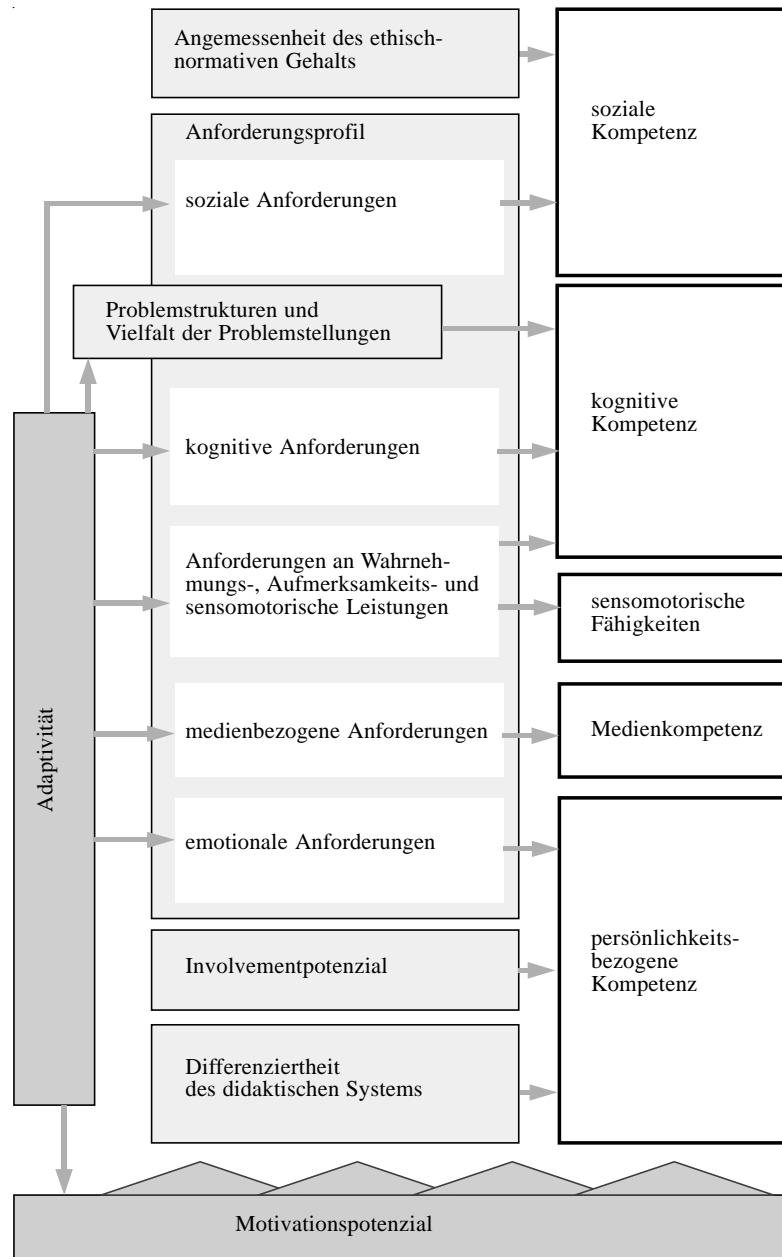 Angemessenheit des ethisch-
normativen Gehalts
soziale
Kompetenz
Anforderungsprofil
soziale Anforderungen
Problemstrukturen und
Vielfalt der Problemstellungen
kognitive
Kompetenz
kognitive Anforderungen
Anforderungen an Wahrneh-
mungs-, Aufmerksamkeits- und
sensomotorische Leistungen
sensomotorische
Fähigkeiten
Adaptivität
medienbezogene Anforderungen
Medienkompetenz
emotionale Anforderungen
Involvementpotenzial
persönlichkeits-
bezogene
Kompetenz
Differenziertheit
des didaktischen Systems
Motivationspotenzial